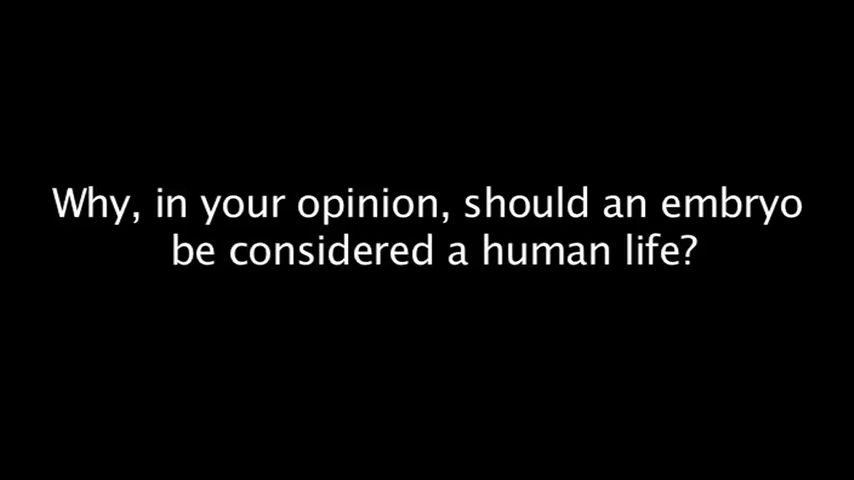 Why, in your opinion, should an embryo
be considered a human life?